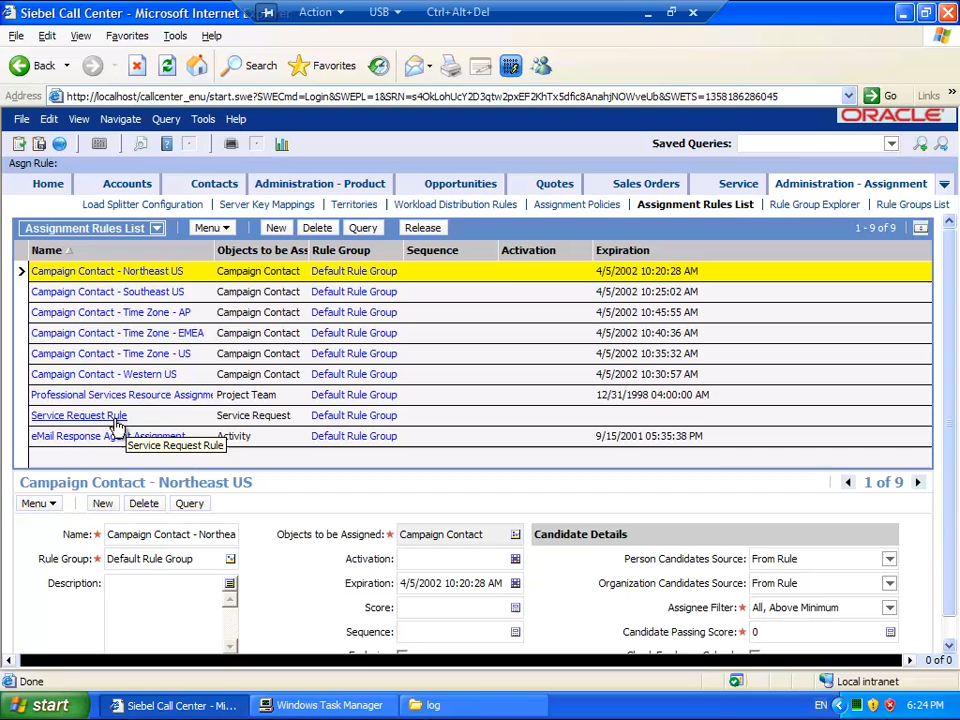 Siebel Call Center - Microsoft Internet Explorer
Action USB Ctrl+Alt+Del
File Edit View Favorites Tools Help
Back Search Favorites
Address http://localhost/callcenter_enu/start.swe?SWECmd=Login&SWEPL=1&SRN=s4OkLohUcY2D3qtw2pxEF2KhTx5dfic8AnahjNOWveUb&SWETS=1358186286045 Go Links
File Edit View Navigate Query Tools Help
ORACLE
Saved Queries:
Asgn Rule:
Home Accounts Contacts Administration - Product Opportunities Quotes Sales Orders Service Administration - Assignment
Load Splitter Configuration Server Key Mappings Territories Workload Distribution Rules Assignment Policies Assignment Rules List Rule Group Explorer Rule Groups List
Assignment Rules List Menu New Delete Query Release 1 - 9 of 9
Name Objects to be Ass Rule Group Sequence Activation Expiration
Campaign Contact - Northeast US Campaign Contact Default Rule Group 4/5/2002 10:20:28 AM
Campaign Contact - Southeast US Campaign Contact Default Rule Group 4/5/2002 10:25:02 AM
Campaign Contact - Time Zone - AP Campaign Contact Default Rule Group 4/5/2002 10:45:55 AM
Campaign Contact - Time Zone - EMEA Campaign Contact Default Rule Group 4/5/2002 10:40:36 AM
Campaign Contact - Time Zone - US Campaign Contact Default Rule Group 4/5/2002 10:35:32 AM
Campaign Contact - Western US Campaign Contact Default Rule Group 4/5/2002 10:30:57 AM
Professional Services Resource Assignme Project Team Default Rule Group 12/31/1998 04:00:00 AM
Service Request Rule Service Request Default Rule Group
eMail Response Agent Assignment Activity Default Rule Group 9/15/2001 05:35:38 PM
Service Request Rule
Campaign Contact - Northeast US 1 of 9
Menu New Delete Query
Name: Campaign Contact - Northea Objects to be Assigned: Campaign Contact Candidate Details
Rule Group: Default Rule Group Activation: Person Candidates Source: From Rule
Description: Expiration: 4/5/2002 10:20:28 AM Organization Candidates Source: From Rule
Score: Assignee Filter: All, Above Minimum
Sequence: Candidate Passing Score: 0
0 of 0
Done Local intranet
start Siebel Call Center - Mi... Windows Task Manager log EN 6:24 PM